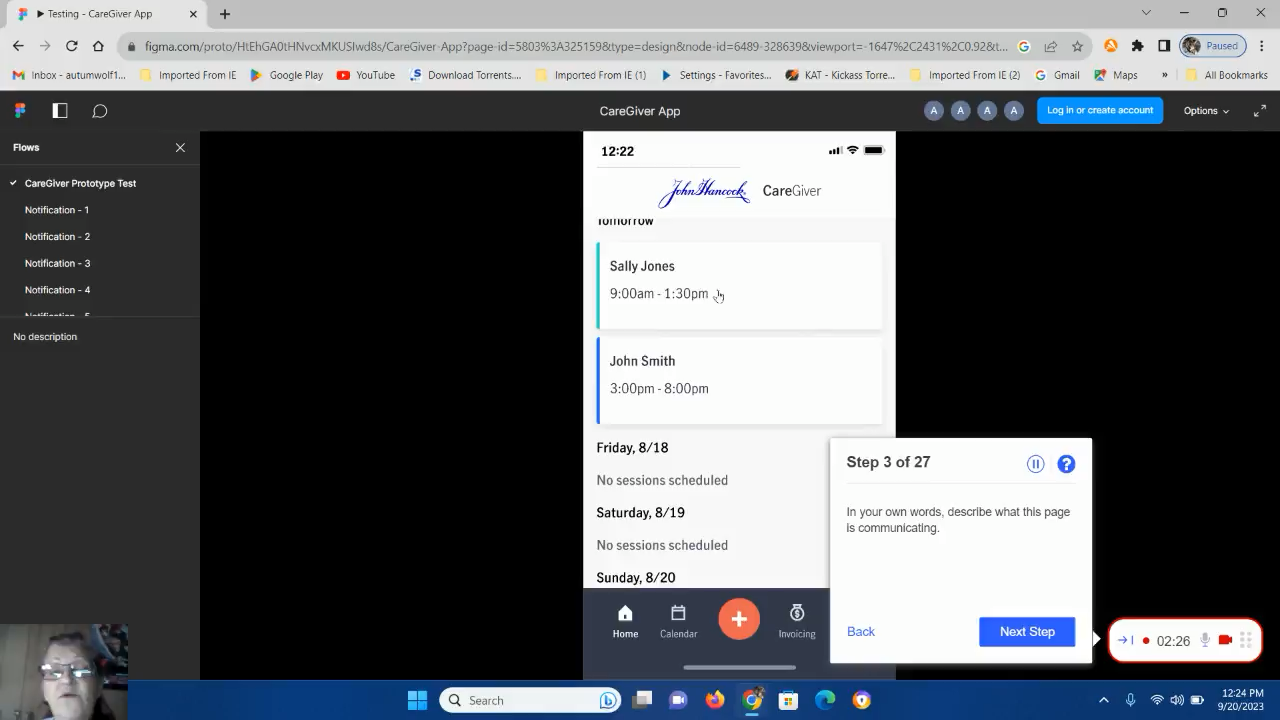 Testing - CareGiver App
figma.com/proto/HtEhGA0tHNvcxMKUSIwd8s/CareGiver-App?page-id=5803%3A325159&type=design&node-id=6489-328639&viewport=-1647%2C2431%2C0.92&t...
Paused
Inbox - autumwolf1...
Imported From IE
Google Play
YouTube
Download Torrents,...
Imported From IE (1)
Settings - Favorites...
KAT - Kickass Torre...
Imported From IE (2)
Gmail
Maps
»
All Bookmarks
CareGiver App
A A A A
Log in or create account
Options
Flows
CareGiver Prototype Test
Notification - 1
Notification - 2
Notification - 3
Notification - 4
Notification - 5
No description
12:22
John Hancock
CareGiver
Tomorrow
Sally Jones
9:00am - 1:30pm
John Smith
3:00pm - 8:00pm
Friday, 8/18
No sessions scheduled
Saturday, 8/19
No sessions scheduled
Sunday, 8/20
Home
Calendar
Invoicing
Step 3 of 27
In your own words, describe what this page
is communicating.
Back
Next Step
02:26
Search
12:24 PM
9/20/2023